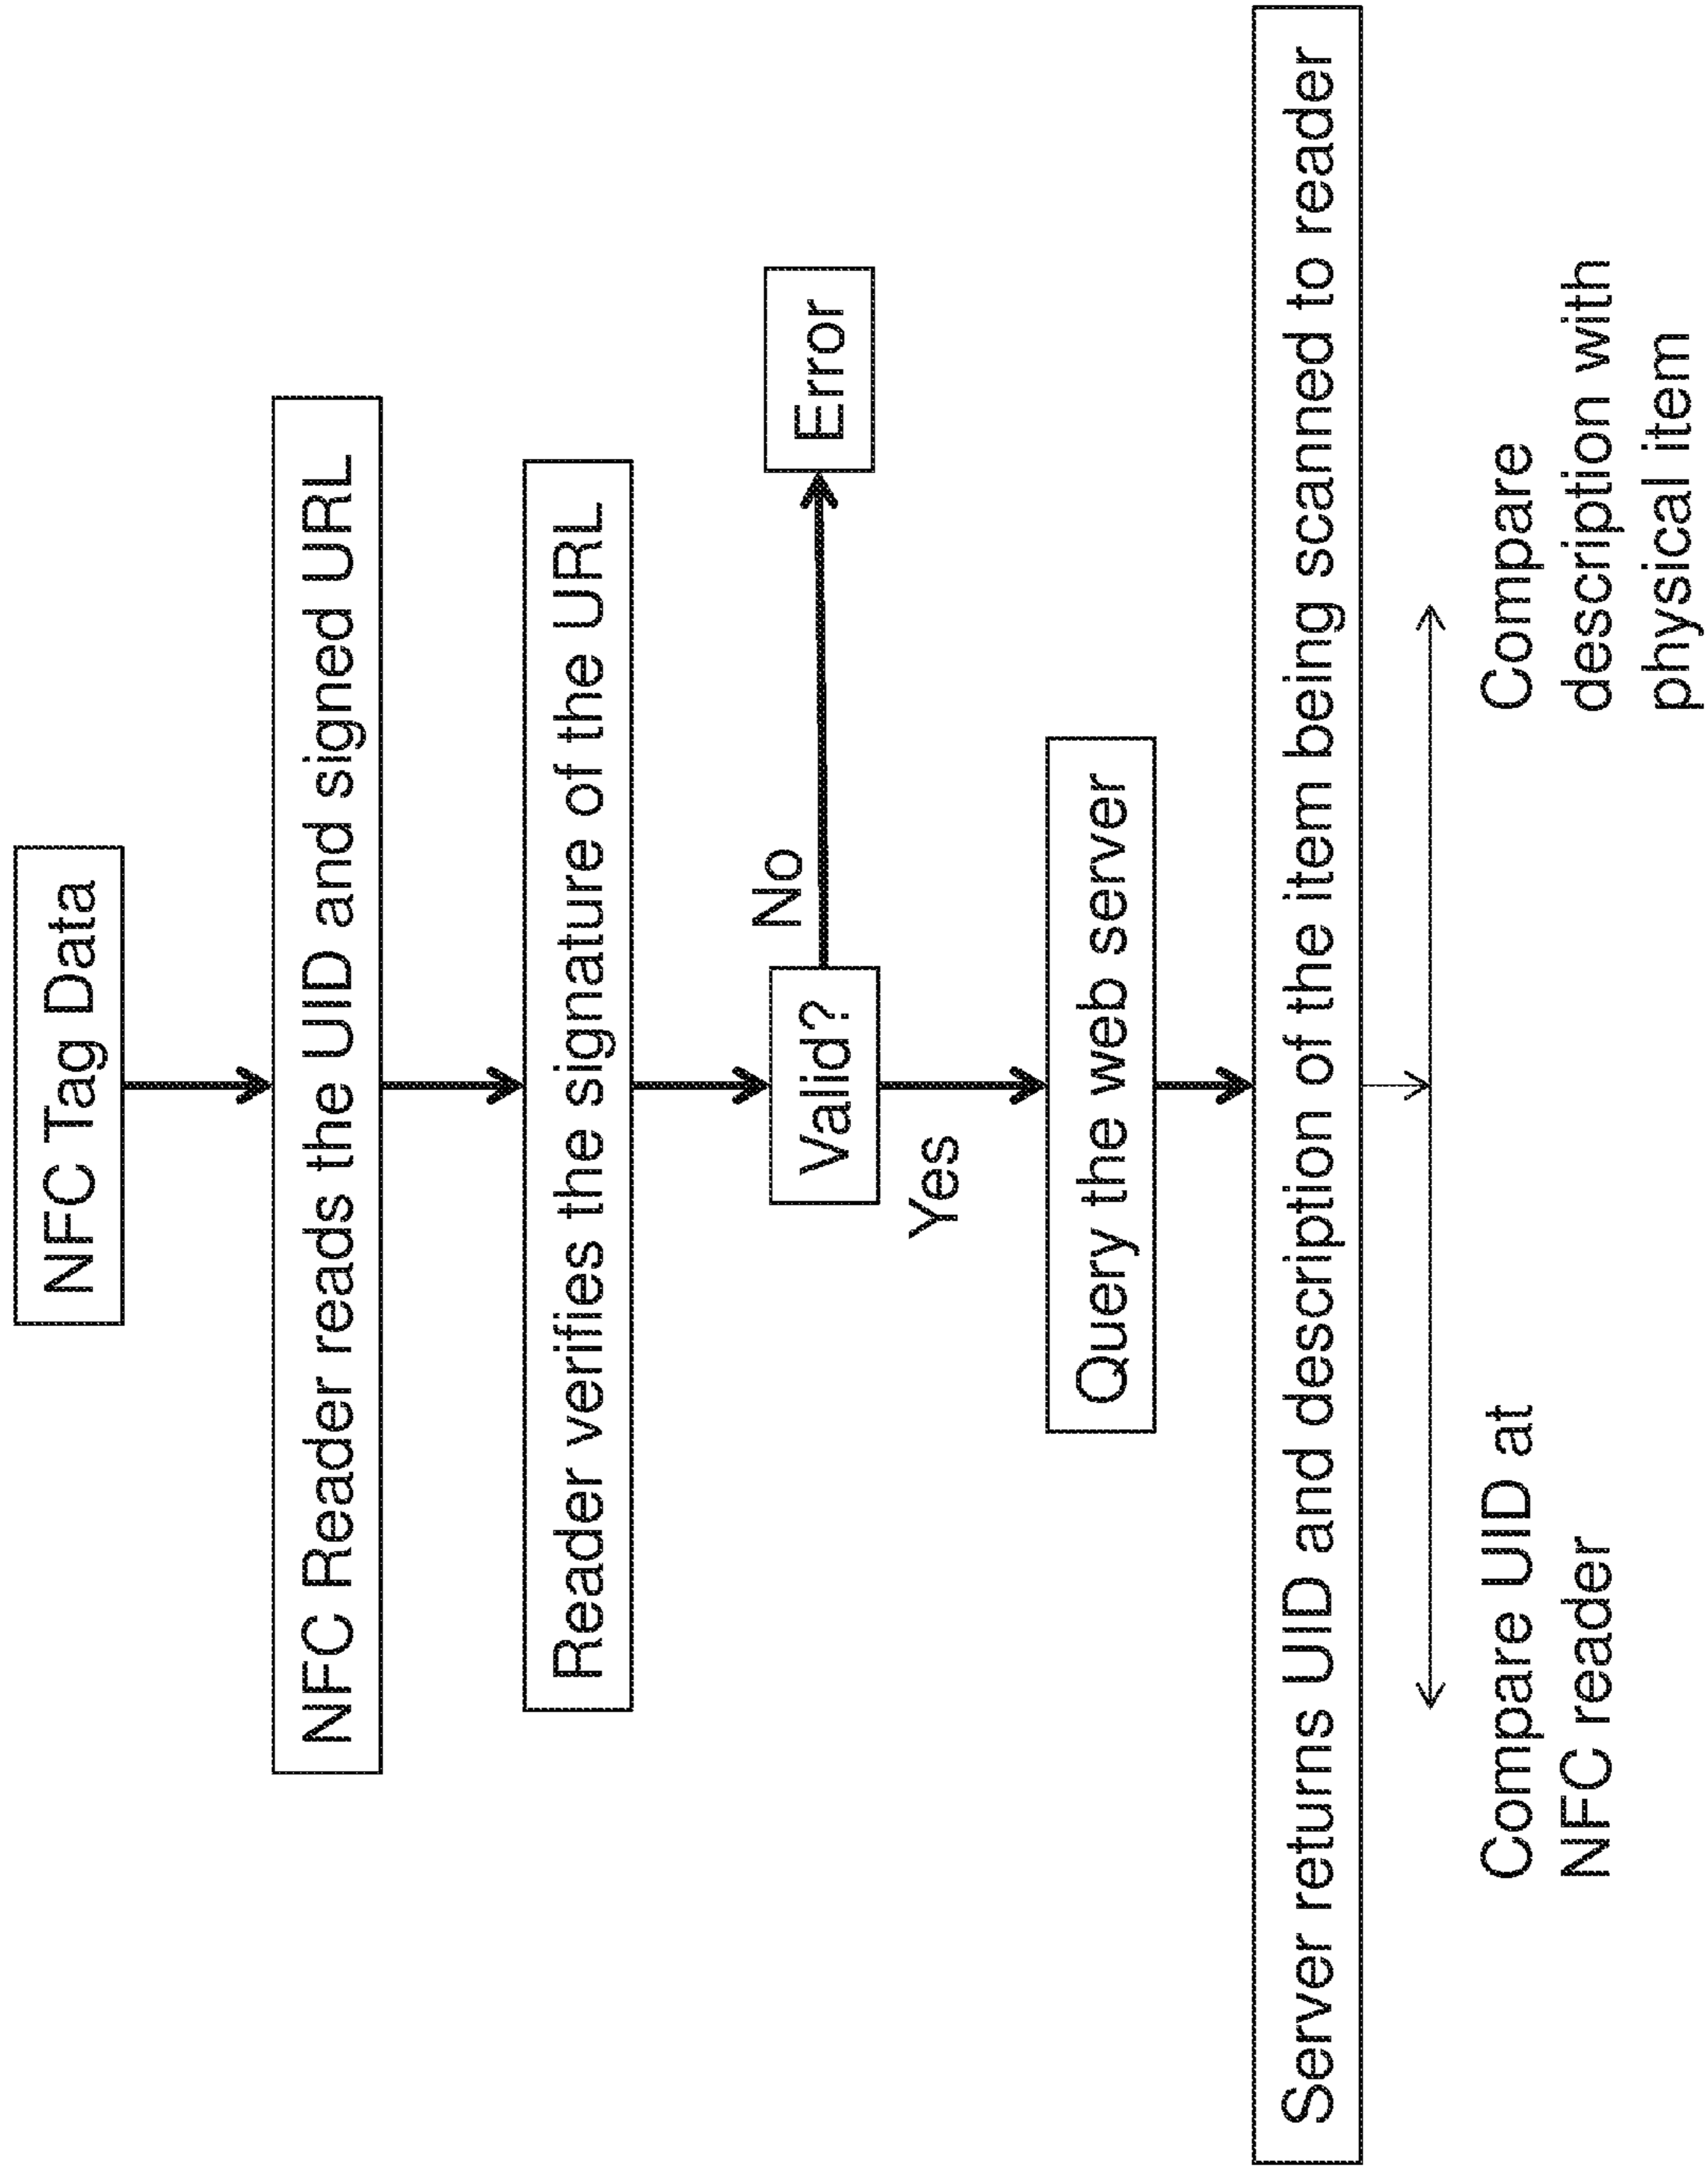 NFC Tag Data
NFC Reader reads the UID and signed URL
Reader verifies the signature of the URL
Valid?
No
Error
Yes
Query the web server
Server returns UID and description of the item being scanned to reader
Compare UID at
NFC reader
Compare
description with
physical item